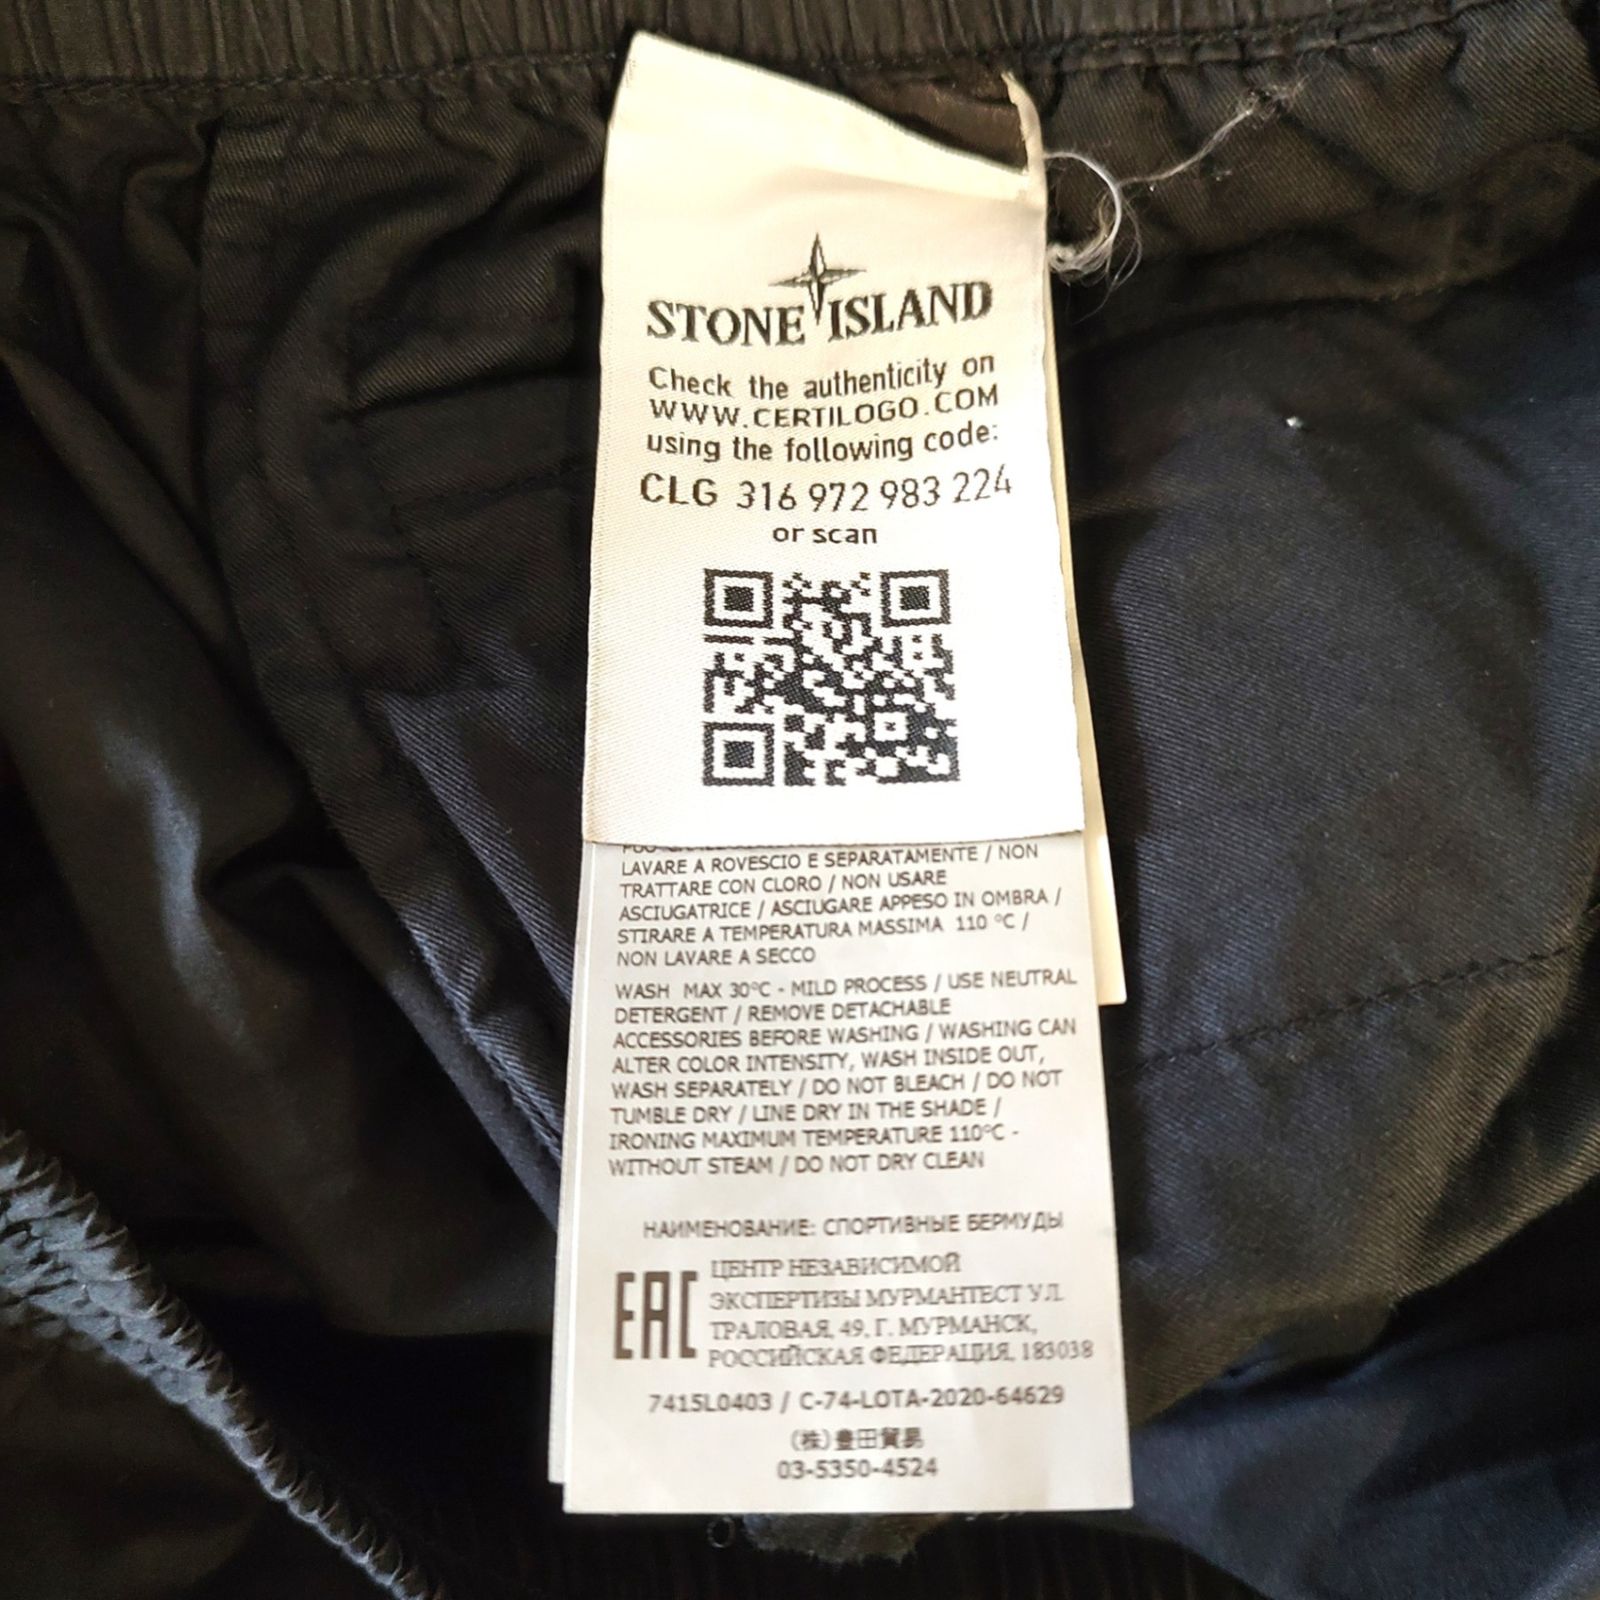 STONE ISLAND
Check the authenticity on
WWW.CERTILOGO.COM
using the following code:
CLG 316 972 983 224
or scan
LAVARE A ROVESCIO E SEPARATAMENTE / NON
TRATTARE CON CLORO / NON USARE
ASCIUGATRICE / ASCIUGARE APPESO IN OMBRA /
STIRARE A TEMPERATURA MASSIMA 110 °C /
NON LAVARE A SECCO
WASH MAX 30°C - MILD PROCESS / USE NEUTRAL
DETERGENT / REMOVE DETACHABLE
ACCESSORIES BEFORE WASHING / WASHING CAN
ALTER COLOR INTENSITY, WASH INSIDE OUT,
WASH SEPARATELY / DO NOT BLEACH / DO NOT
TUMBLE DRY / LINE DRY IN THE SHADE /
IRONING MAXIMUM TEMPERATURE 110°C -
WITHOUT STEAM / DO NOT DRY CLEAN
НАИМЕНОВАНИЕ: СПОРТИВНЫЕ БЕРМУДЫ
EAC
ЦЕНТР НЕЗАВИСИМОЙ
ЭКСПЕРТИЗЫ МУРМАНТЕСТ УЛ.
ТРАЛОВАЯ, 49, Г. МУРМАНСК,
РОССИЙСКАЯ ФЕДЕРАЦИЯ, 183038
7415L0403 / C-74-LOTA-2020-64629
(株)豊田貿易
03-5350-4524